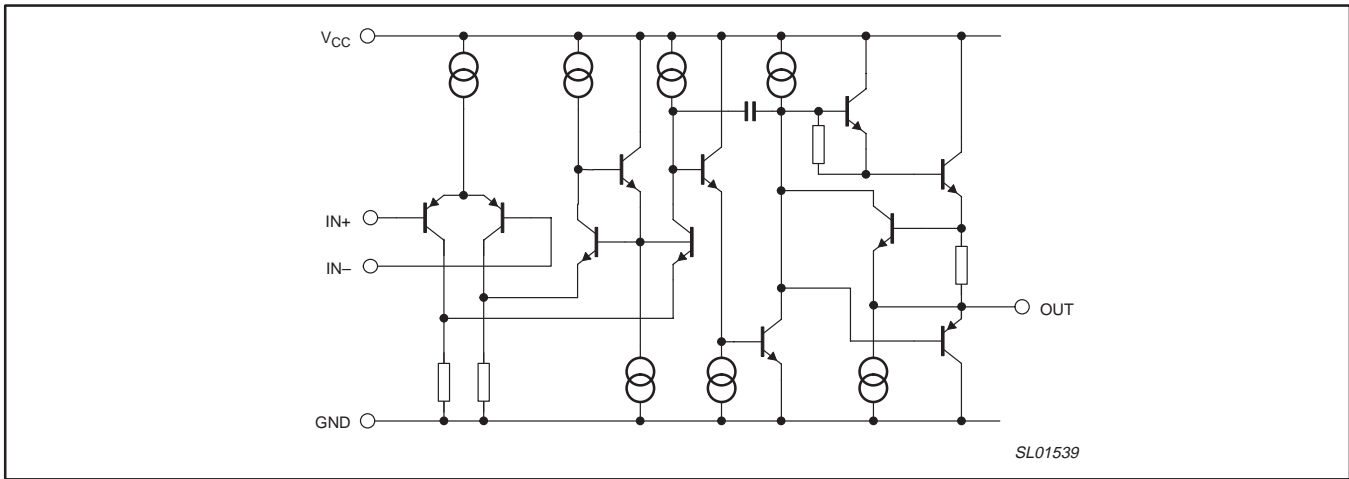 VCC
IN+
IN–
OUT
GND
SL01539